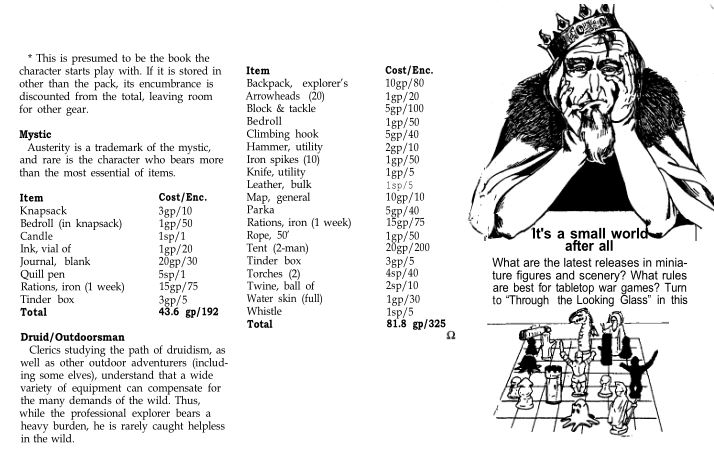 * This is presumed to be the book the
character starts play with. If it is stored in
other than the pack, its encumbrance is
discounted from the total, leaving room
for other gear.
Mystic
Austerity is a trademark of the mystic,
and rare is the character who bears more
than the most essential of items.
Item Cost/Enc.
Knapsack 3gp/10
Bedroll (in knapsack) 1gp/50
Candle 1sp/1
Ink, vial of 1gp/20
Journal, blank 20gp/30
Quill pen 5sp/1
Rations, iron (1 week) 15gp/75
Tinder box 3gp/5
Total 43.6 gp/192
Druid/Outdoorsman
Clerics studying the path of druidism, as
well as other outdoor adventurers (includ-
ing some elves), understand that a wide
variety of equipment can compensate for
the many demands of the wild. Thus,
while the professional explorer bears a
heavy burden, he is rarely caught helpless
in the wild.
Item Cost/Enc.
Backpack, explorer's 10gp/80
Arrowheads (20) 1gp/20
Block & tackle 5gp/100
Bedroll 1gp/50
Climbing hook 5gp/40
Hammer, utility 2gp/10
Iron spikes (10) 1gp/50
Knife, utility 1gp/5
Leather, bulk 1sp/5
Map, general 10gp/10
Parka 5gp/40
Rations, iron (1 week) 15gp/75
Rope, 50′ 1gp/50
Tent (2-man) 20gp/200
Tinder box 3gp/5
Torches (2) 4sp/40
Twine, ball of 2sp/10
Water skin (full) 1gp/30
Whistle 1sp/5
Total 81.8 gp/325
Ω
It's a small world
after all
What are the latest releases in minia-
ture figures and scenery? What rules
are best for tabletop war games? Turn
to “Through the Looking Glass” in this